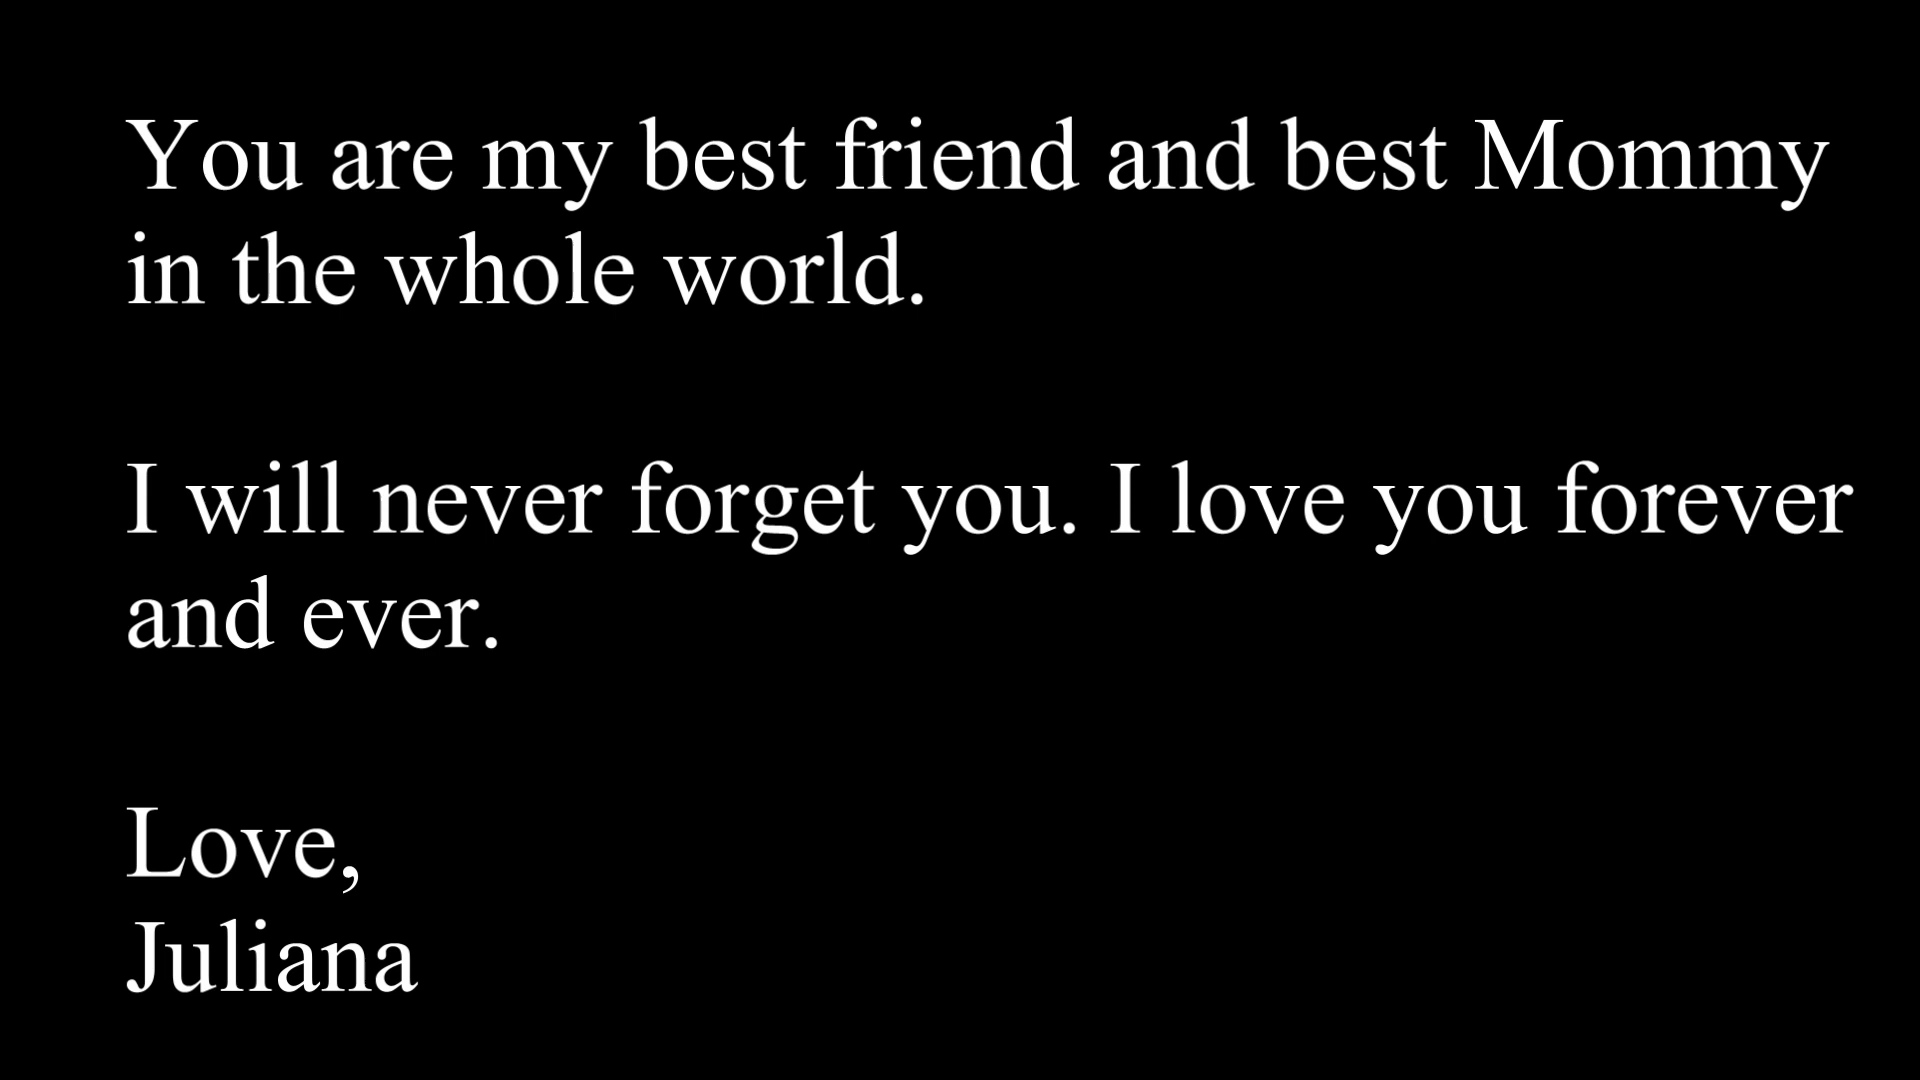 You are my best friend and best Mommy
in the whole world.
I will never forget you. I love you forever
and ever.
Love,
Juliana